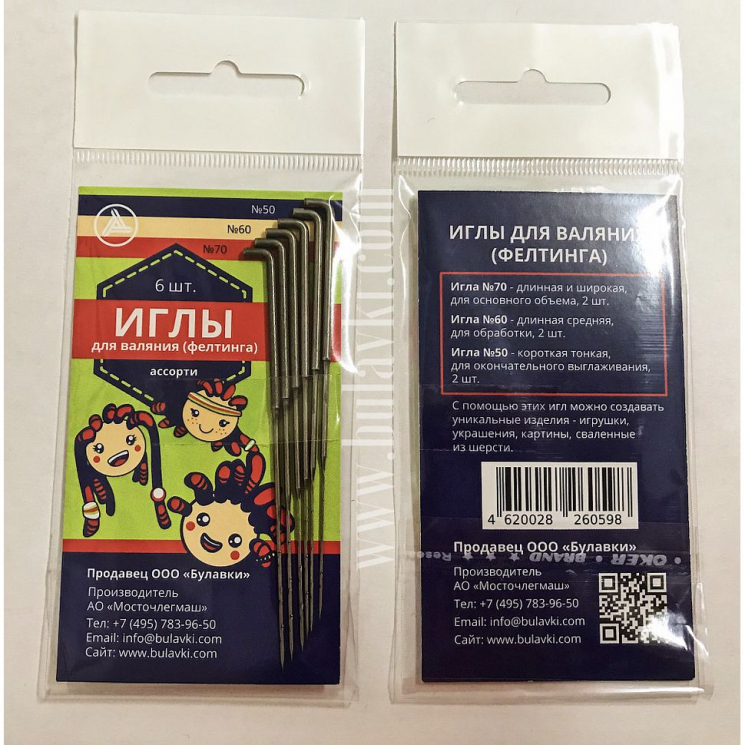 №50
№60
№70
6 шт.
ИГЛЫ
для валяния (фелтинга)
ассорти
Продавец ООО «Булавки»
Производитель
АО «Мосточлегмаш»
Тел: +7 (495) 783-96-50
Email: info@bulavki.com
Сайт: www.bulavki.com
www.bulavki.com
ИГЛЫ ДЛЯ ВАЛЯНИ
(ФЕЛТИНГА)
Игла №70 - длинная и широкая,
для основного объема, 2 шт.
Игла №60 - длинная средняя,
для обработки, 2 шт.
Игла №50 - короткая тонкая,
для окончательного выглаживания,
2 шт.
С помощью этих игл можно создавать
уникальные изделия - игрушки,
украшения, картины, сваленные
из шерсти.
4 620028 260598
OKER • BRAND
Продавец ООО «Булавки»
Производитель
АО «Мосточлегмаш»
Тел: +7 (495) 783-96-50
Email: info@bulavki.com
Сайт: www.bulavki.com